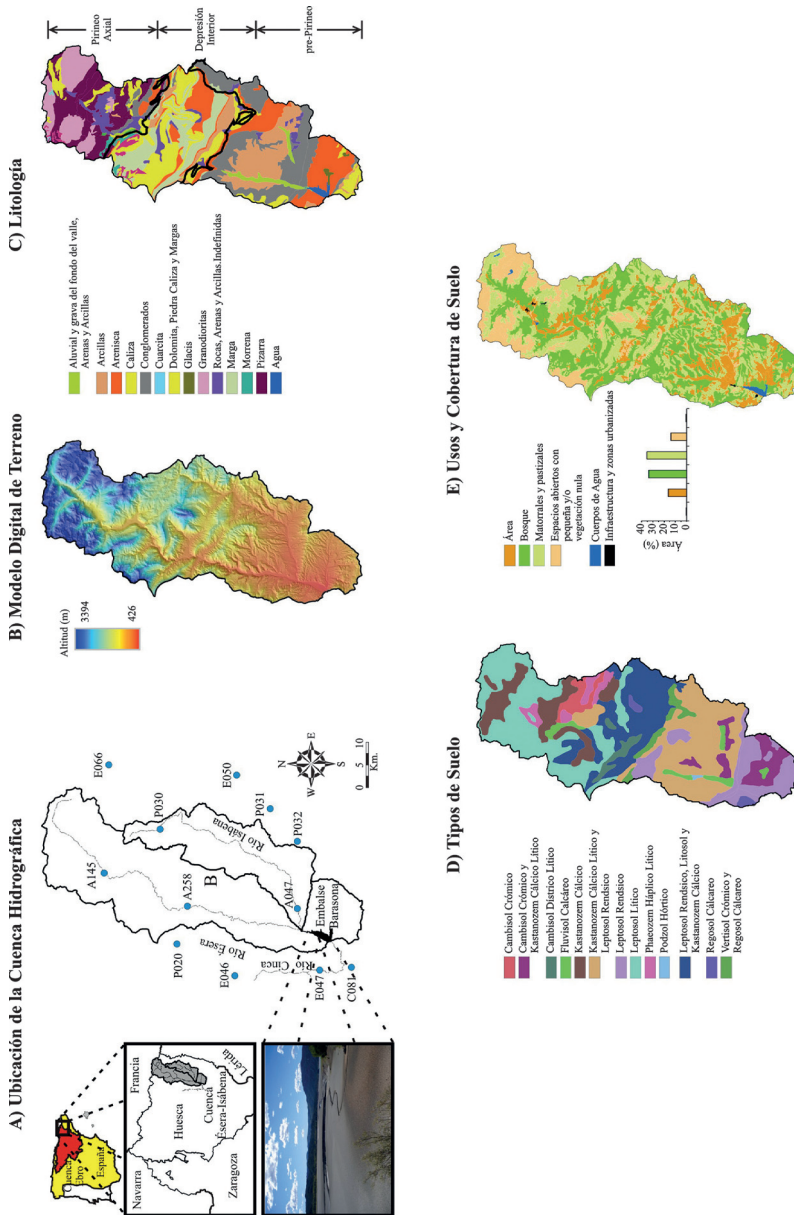 A) Ubicación de la Cuenca Hidrográfica
Cuenca
Ebro
España
Navarra
Francia
Huesca
Zaragoza
Cuenca
Ésera-Isábena
Lérida
E066
A145
P030
P020
A258
E050
P031
E046
Río Ésera
B
Río Isábena
P032
A047
Río Cinca
Embalse
Barasona
E047
C081
N
W
E
S
0 5 10
Km.
B) Modelo Digital de Terreno
Altitud (m)
3394
426
C) Litología
Aluvial y grava del fondo del valle,
Arenas y Arcillas
Arcillas
Arenisca
Caliza
Conglomerados
Cuarcita
Dolomita, Piedra Caliza y Margas
Glacis
Granodioritas
Rocas, Arenas y Arcillas.Indefinidas
Marga
Morrena
Pizarra
Agua
Pirineo
Axial
Depresión
Interior
pre-Pirineo
D) Tipos de Suelo
Cambisol Crómico
Cambisol Crómico y
Kastanozem Cálcico Lítico
Cambisol Districo Lítico
Fluvisol Calcáreo
Kastanozem Cálcico
Kastanozem Cálcico Lítico y
Leptosol Rendsico
Leptosol Rendsico
Leptosol Lítico
Phaeozem Háplico Lítico
Podzol Hórtico
Leptosol Rendsico, Litosol y
Kastanozem Cálcico
Regosol Cálcareo
Vertisol Crómico y
Regosol Cálcareo
E) Usos y Cobertura de Suelo
Área
Bosque
Matorrales y pastizales
Espacios abiertos con
pequeña y/o
vegetación nula
Cuerpos de Agua
Infraestructura y zonas urbanizadas
Área (%)
40
30
20
10
0